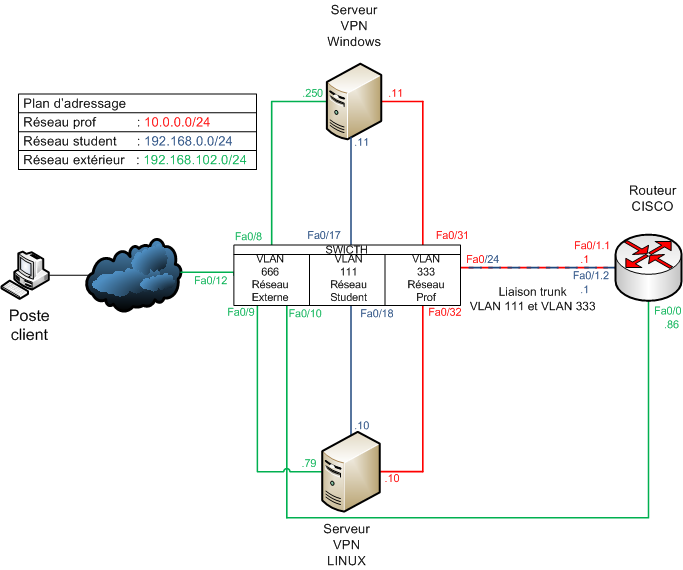 Serveur
VPN
Windows
.250
.11
.11
Plan d'adressage
Réseau prof : 10.0.0.0/24
Réseau student : 192.168.0.0/24
Réseau extérieur : 192.168.102.0/24
Routeur
CISCO
Fa0/8
Fa0/17
Fa0/31
SWICTH
VLAN
666
Réseau
Externe
VLAN
111
Réseau
Student
VLAN
333
Réseau
Prof
Fa0/24
Fa0/1.1
.1
Fa0/1.2
.1
Liaison trunk
VLAN 111 et VLAN 333
Fa0/12
Poste
client
Fa0/9
Fa0/10
Fa0/18
Fa0/32
Fa0/0
.86
.10
.79
.10
Serveur
VPN
LINUX